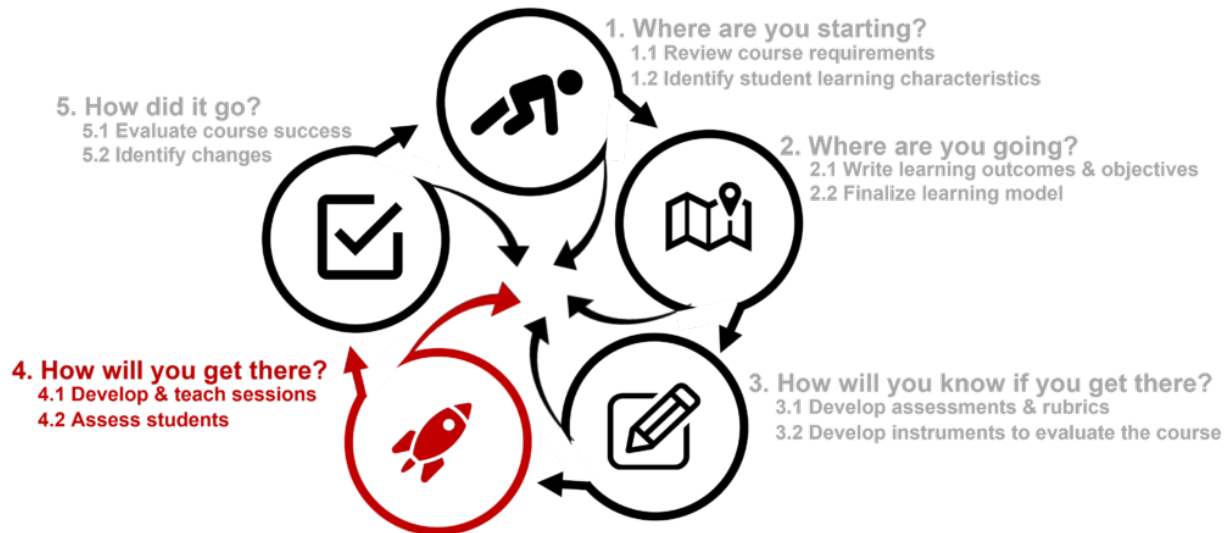 1. Where are you starting?
1.1 Review course requirements
1.2 Identify student learning characteristics
2. Where are you going?
2.1 Write learning outcomes & objectives
2.2 Finalize learning model
3. How will you know if you get there?
3.1 Develop assessments & rubrics
3.2 Develop instruments to evaluate the course
4. How will you get there?
4.1 Develop & teach sessions
4.2 Assess students
5. How did it go?
5.1 Evaluate course success
5.2 Identify changes